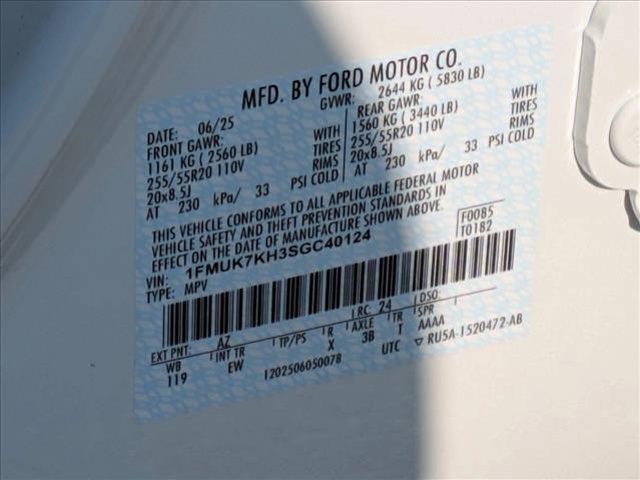 MFD. BY FORD MOTOR CO.
DATE: 06/25
GVWR: 2644 KG ( 5830 LB)
FRONT GAWR:
1161 KG ( 2560 LB)
WITH
255/55R20 110V
TIRES
20x8.5J
RIMS
AT 230 kPa/ 33 PSI COLD
REAR GAWR:
1560 KG ( 3440 LB)
WITH
255/55R20 110V
TIRES
20x8.5J
RIMS
AT 230 kPa/ 33 PSI COLD
THIS VEHICLE CONFORMS TO ALL APPLICABLE FEDERAL MOTOR
VEHICLE SAFETY AND THEFT PREVENTION STANDARDS IN
EFFECT ON THE DATE OF MANUFACTURE SHOWN ABOVE.
VIN: 1FMUK7KH3SGC40124
TYPE: MPV
F0085
T0182
EXT PNT: AZ RC: 24 DSO:
WB INT TR TP/PS R AXLE TR SPR
119 EW X 3B T AAAA
1202506050078 UTC ▽ RU5A-1520472-AB